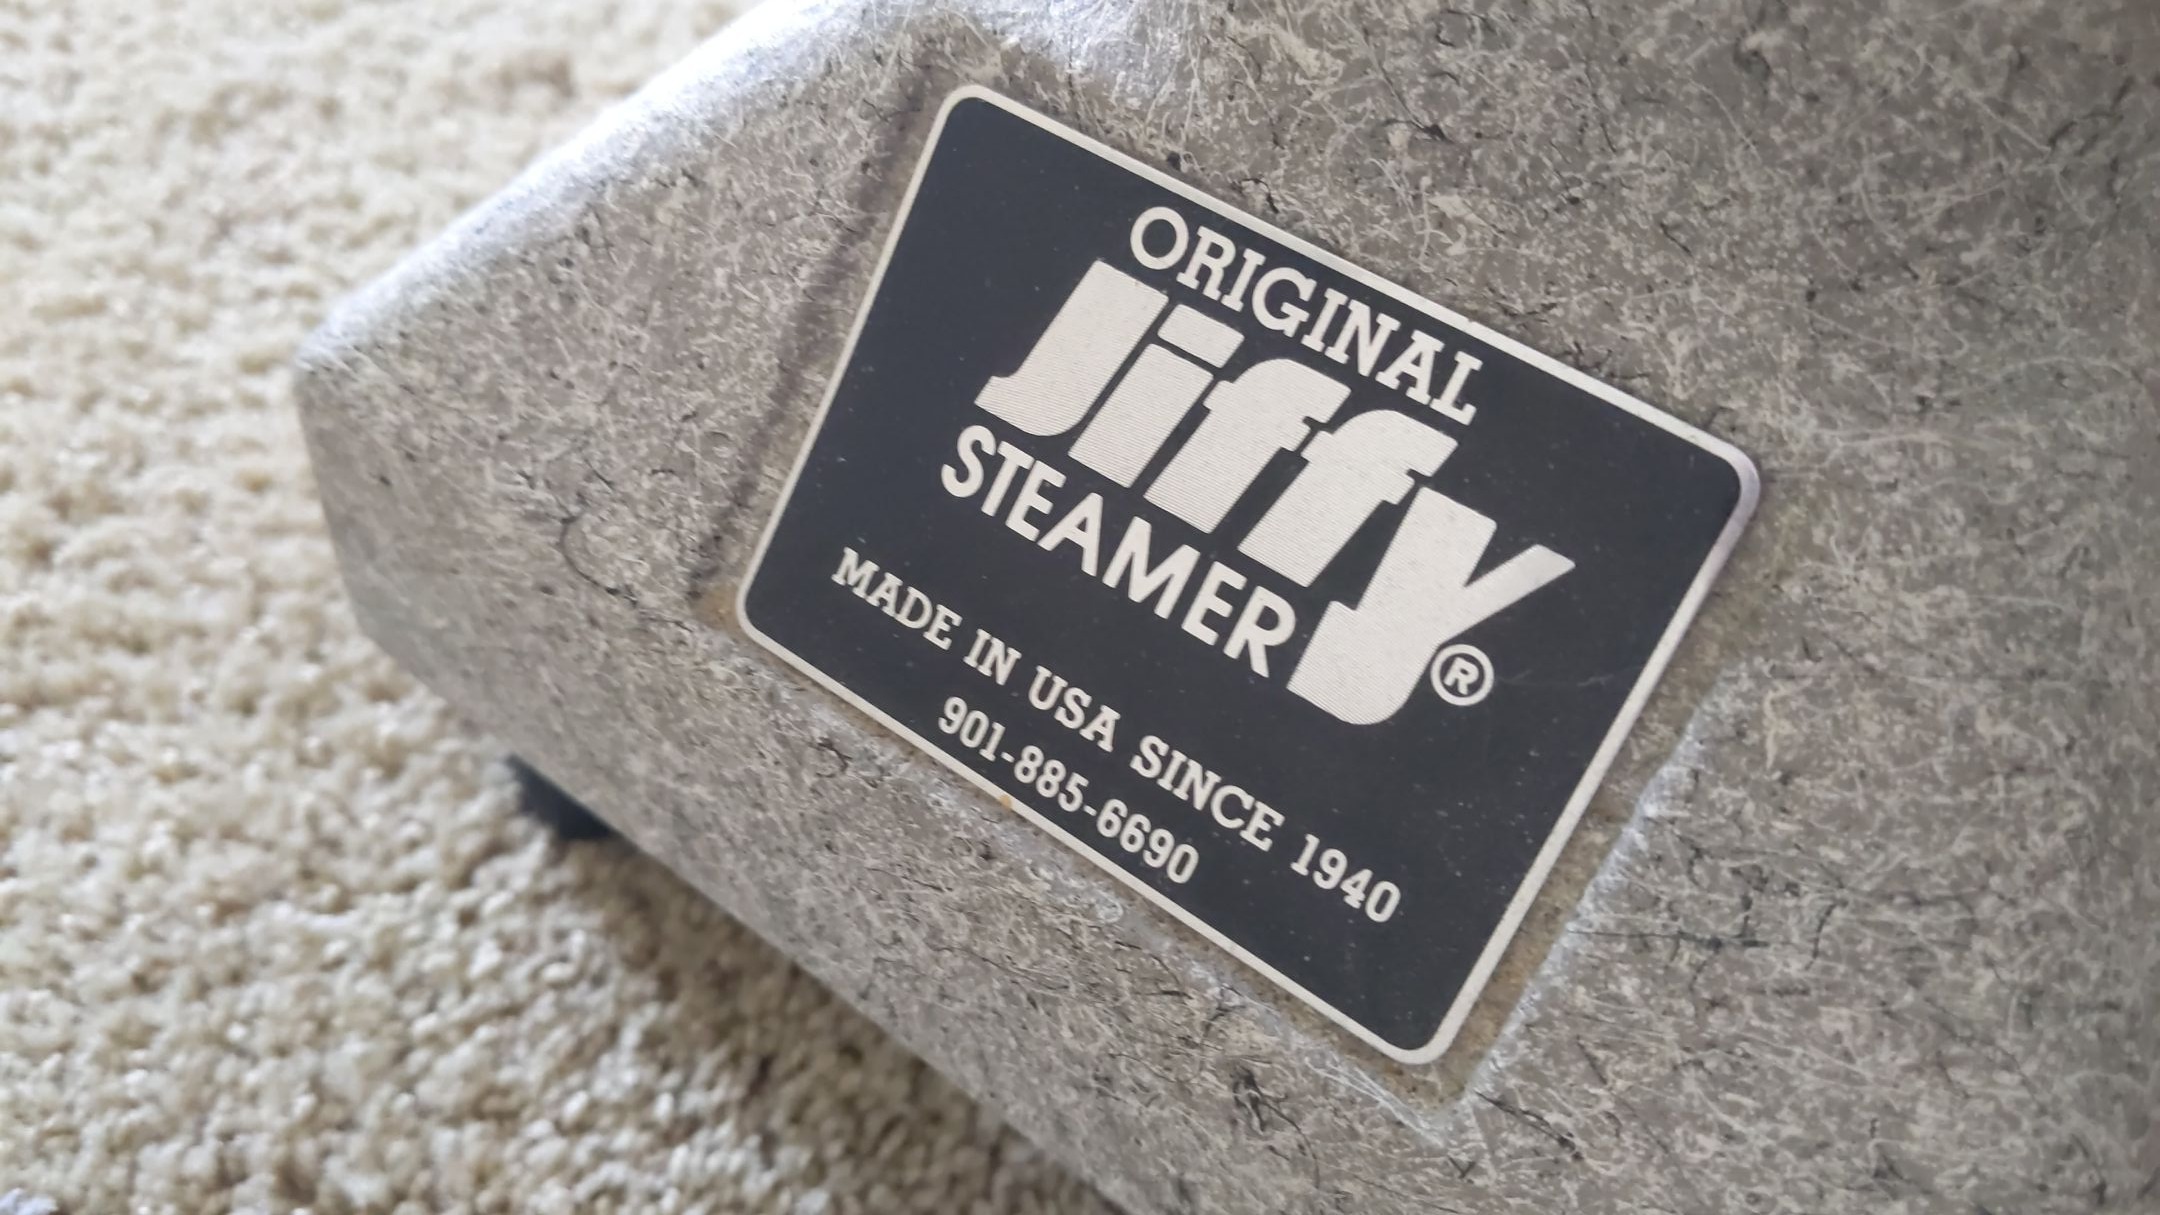 ORIGINAL
Jiffy
STEAMER ®
MADE IN USA SINCE 1940
901-885-6690